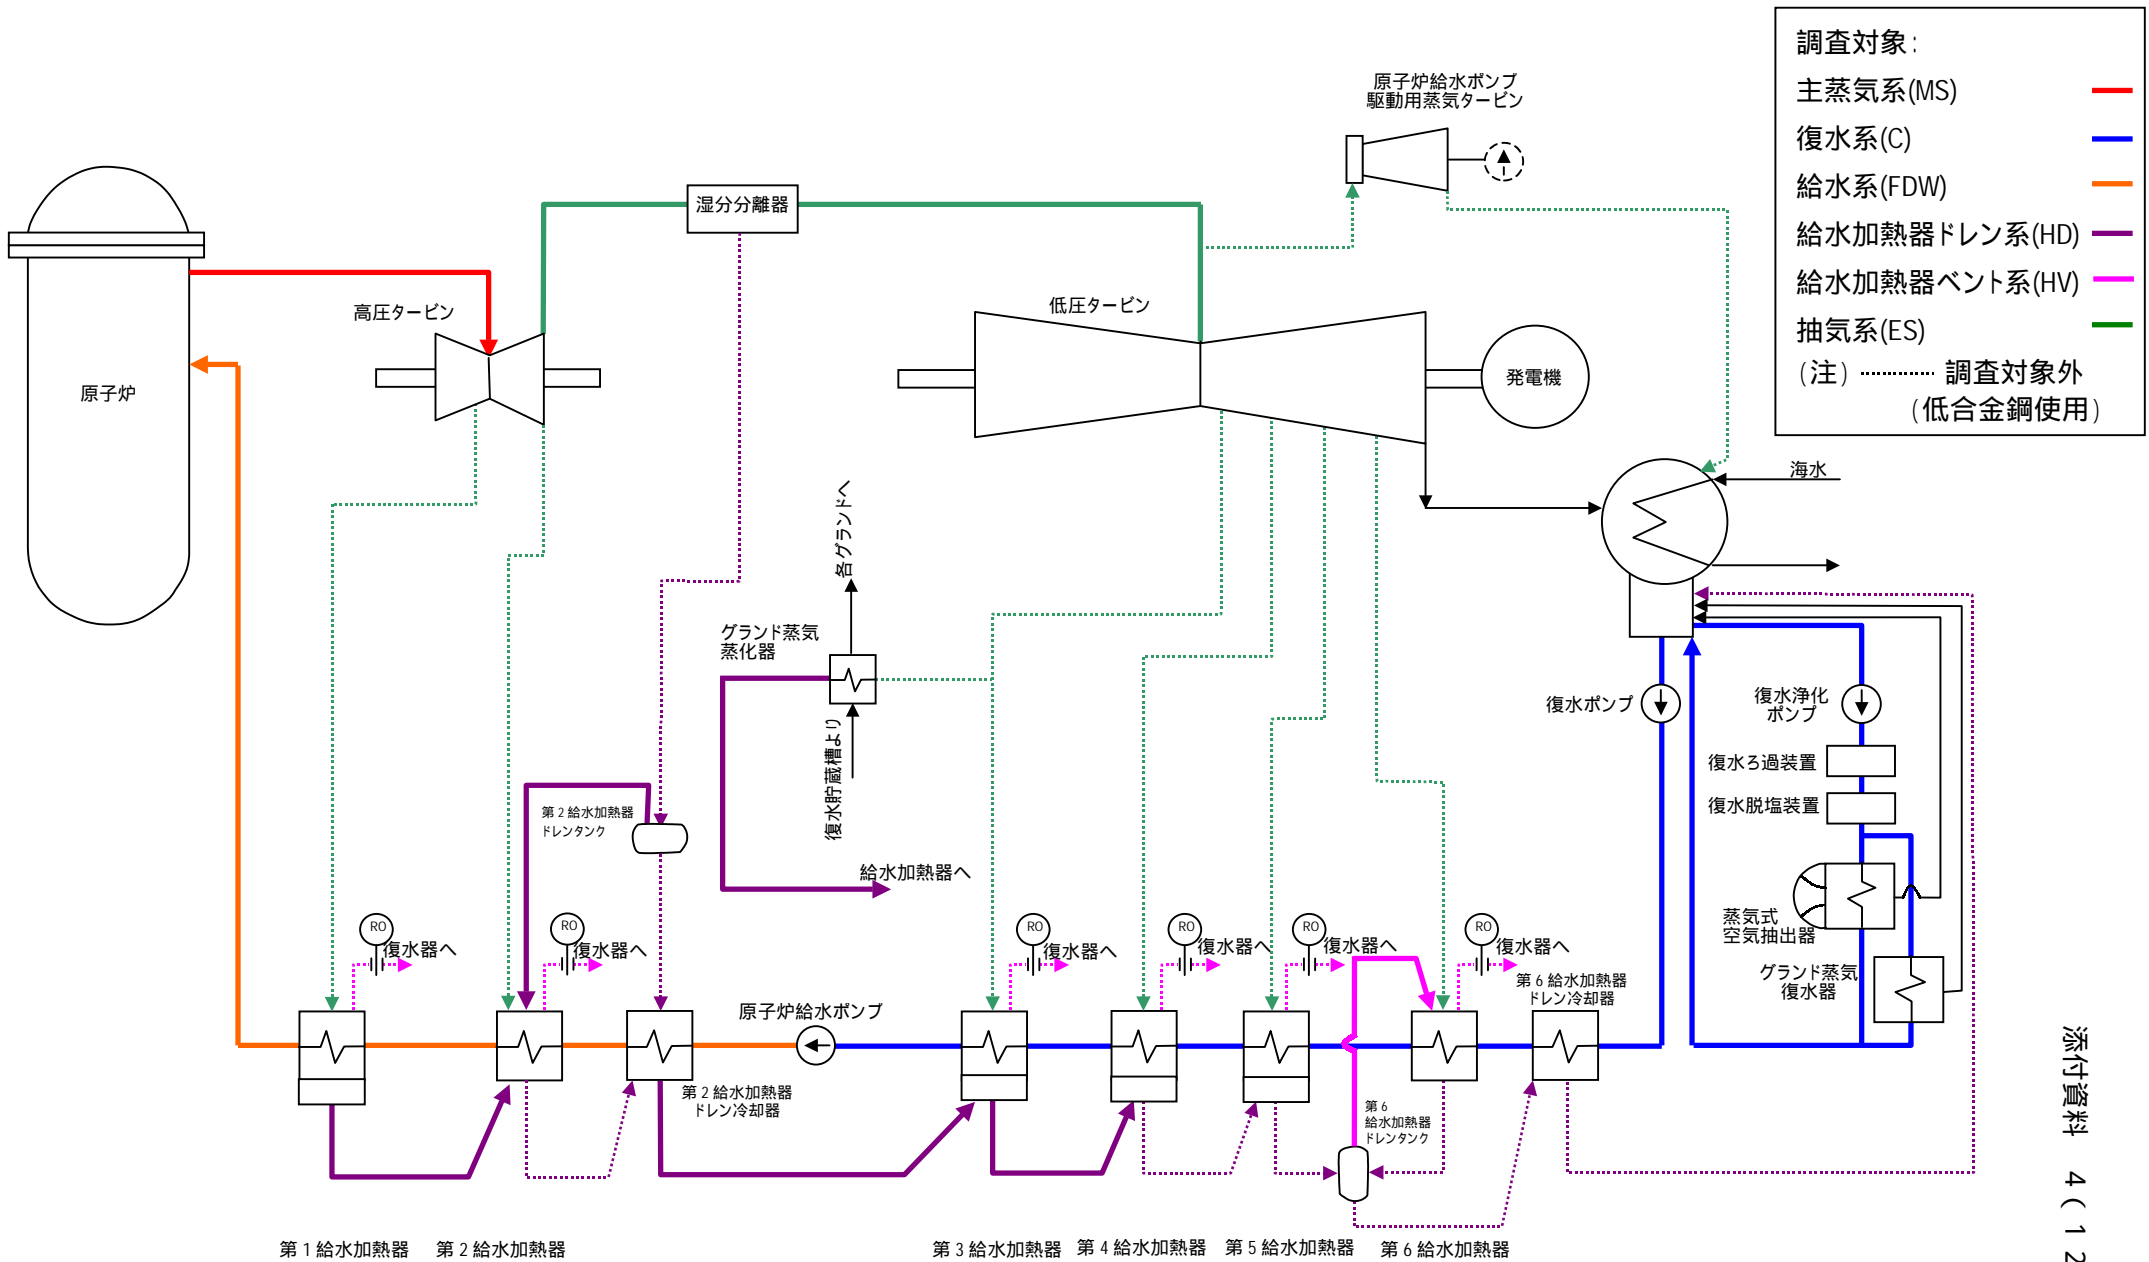 調査対象：
主蒸気系(MS)
復水系(C)
給水系(FDW)
給水加熱器ドレン系(HD)
給水加熱器ベント系(HV)
抽気系(ES)
(注) ---------- 調査対象外
(低合金鋼使用)
原子炉給水ポンプ
駆動用蒸気タービン
湿分分離器
高圧タービン
低圧タービン
原子炉
発電機
海水
各グランドへ
グランド蒸気
蒸化器
復水貯蔵槽より
給水加熱器へ
復水ポンプ
復水浄化
ポンプ
復水ろ過装置
復水脱塩装置
蒸気式
空気抽出器
グランド蒸気
復水器
第2給水加熱器
ドレンタンク
RO
復水器へ
RO
復水器へ
RO
復水器へ
RO
復水器へ
RO
復水器へ
RO
復水器へ
第6給水加熱器
ドレン冷却器
原子炉給水ポンプ
第2給水加熱器
ドレン冷却器
第6
給水加熱器
ドレンタンク
第1給水加熱器
第2給水加熱器
第3給水加熱器
第4給水加熱器
第5給水加熱器
第6給水加熱器
添付資料 4(12